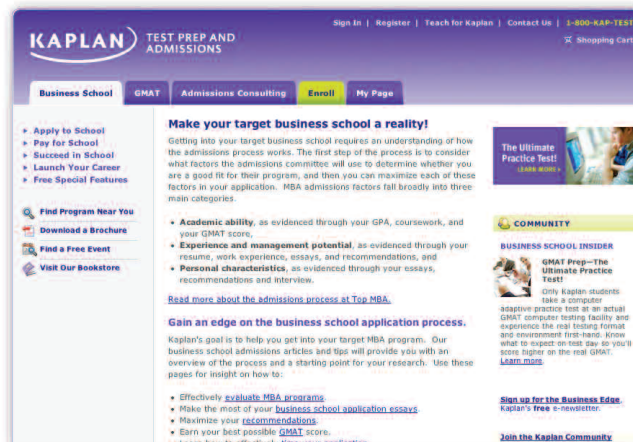 Sign In | Register | Teach for Kaplan | Contact Us | 1-800-KAP-TEST
Shopping Cart
KAPLAN
TEST PREP AND
ADMISSIONS
Business School
GMAT
Admissions Consulting
Enroll
My Page
Apply to School
Pay for School
Succeed in School
Launch Your Career
Free Special Features
Find Program Near You
Download a Brochure
Find a Free Event
Visit Our Bookstore
Make your target business school a reality!
Getting into your target business school requires an understanding of how
the admissions process works. The first step of the process is to consider
what factors the admissions committee will use to determine whether you
are a good fit for their program, and then you can maximize each of these
factors in your application. MBA admissions factors fall broadly into three
main categories.
• Academic ability, as evidenced through your GPA, coursework, and
your GMAT score,
• Experience and management potential, as evidenced through your
resume, work experience, essays, and recommendations, and
• Personal characteristics, as evidenced through your essays,
recommendations and interview.
Read more about the admissions process at Top MBA.
Gain an edge on the business school application process.
Kaplan's goal is to help you get into your target MBA program. Our
business school admissions articles and tips will provide you with an
overview of the process and a starting point for your research. Use these
pages for insight on how to:
• Effectively evaluate MBA programs.
• Make the most of your business school application essays.
• Maximize your recommendations.
• Earn your best possible GMAT score.
The Ultimate
Practice Test!
LEARN MORE
COMMUNITY
BUSINESS SCHOOL INSIDER
GMAT Prep—The
Ultimate Practice
Test!
Only Kaplan students
take a computer
adaptive practice test at an actual
GMAT computer testing facility and
experience the real testing format
and environment first-hand. Know
what to expect on test day so you'll
score higher on the real GMAT.
Learn more.
Sign up for the Business Edge,
Kaplan's free e-newsletter.
Join the Kaplan Community